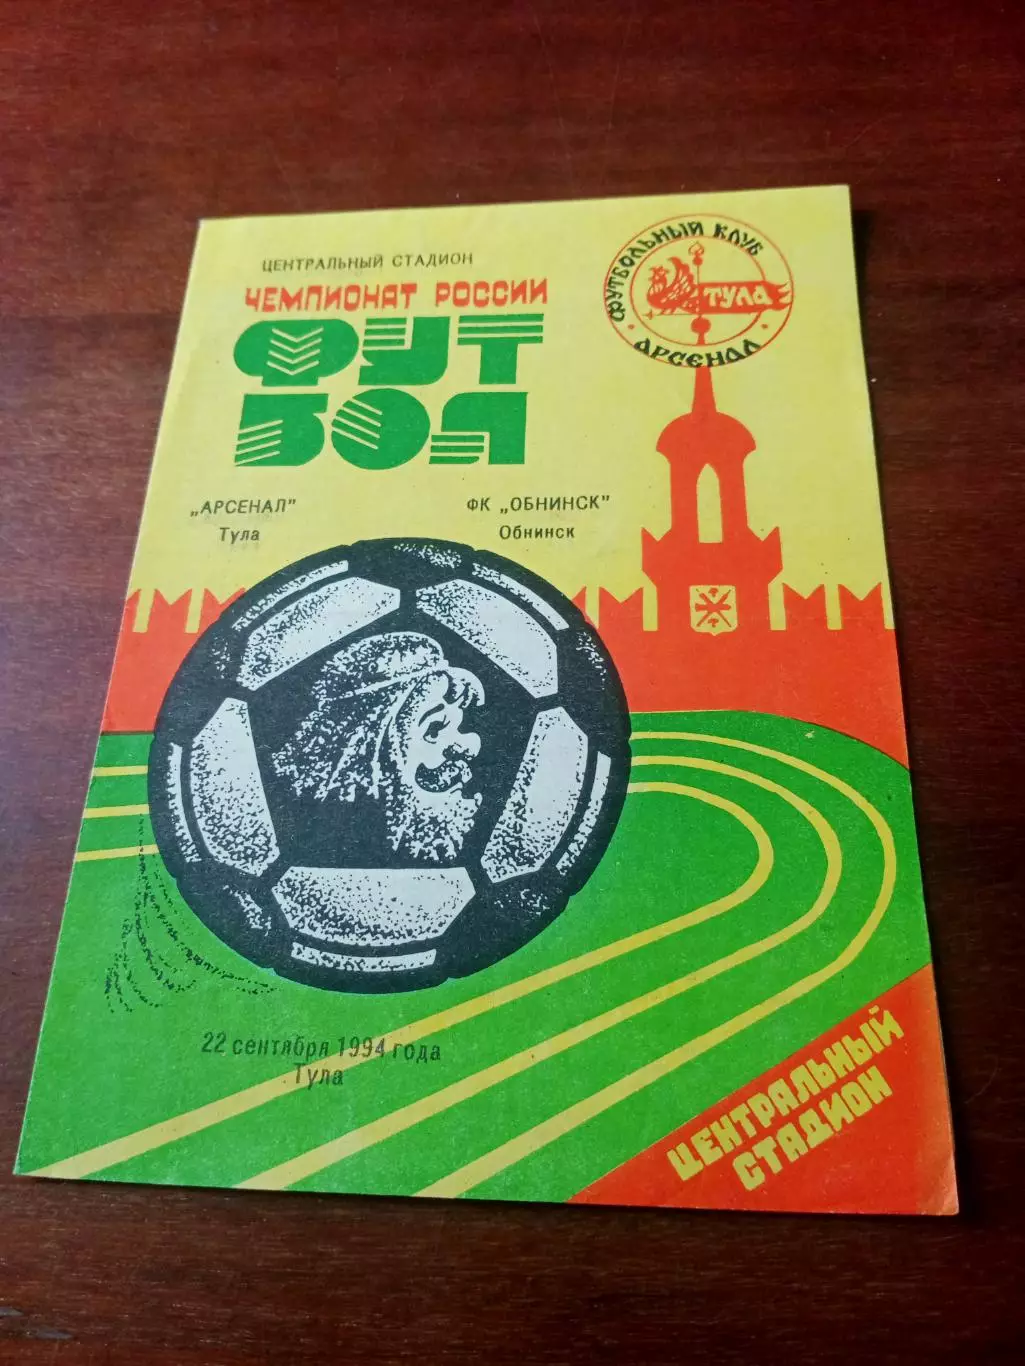 ЦЕНТРАЛЬНЫЙ СТАДИОН
ЧЕМПИОНАТ РОССИИ
ФУТ
БОЛ
ФУТБОЛЬНЫЙ КЛУБ
ТУЛА
· АРСЕНАЛ ·
„АРСЕНАЛ"
Тула
ФК „ОБНИНСК"
Обнинск
22 сентября 1994 года
Тула
ЦЕНТРАЛЬНЫЙ
СТАДИОН